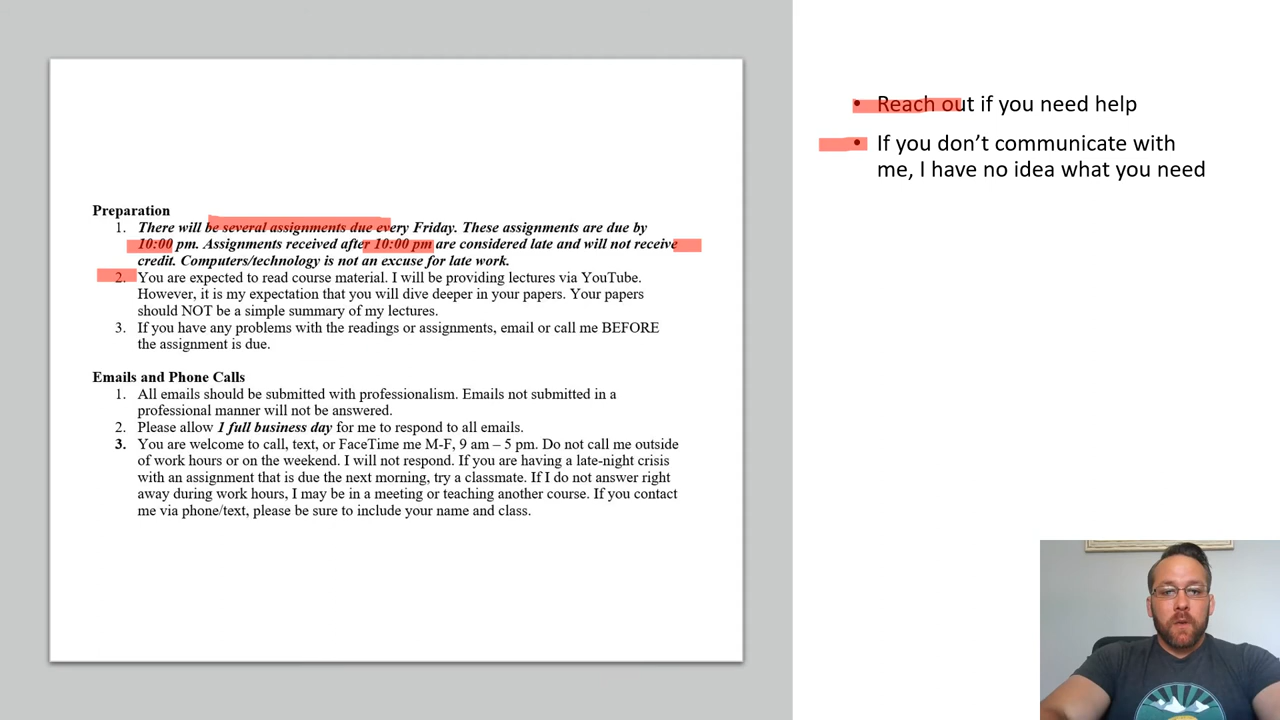 Preparation
1. There will be several assignments due every Friday. These assignments are due by
10:00 pm. Assignments received after 10:00 pm are considered late and will not receive
credit. Computers/technology is not an excuse for late work.
2. You are expected to read course material. I will be providing lectures via YouTube.
However, it is my expectation that you will dive deeper in your papers. Your papers
should NOT be a simple summary of my lectures.
3. If you have any problems with the readings or assignments, email or call me BEFORE
the assignment is due.
Emails and Phone Calls
1. All emails should be submitted with professionalism. Emails not submitted in a
professional manner will not be answered.
2. Please allow 1 full business day for me to respond to all emails.
3. You are welcome to call, text, or FaceTime me M-F, 9 am – 5 pm. Do not call me outside
of work hours or on the weekend. I will not respond. If you are having a late-night crisis
with an assignment that is due the next morning, try a classmate. If I do not answer right
away during work hours, I may be in a meeting or teaching another course. If you contact
me via phone/text, please be sure to include your name and class.
• Reach out if you need help
• If you don’t communicate with
me, I have no idea what you need